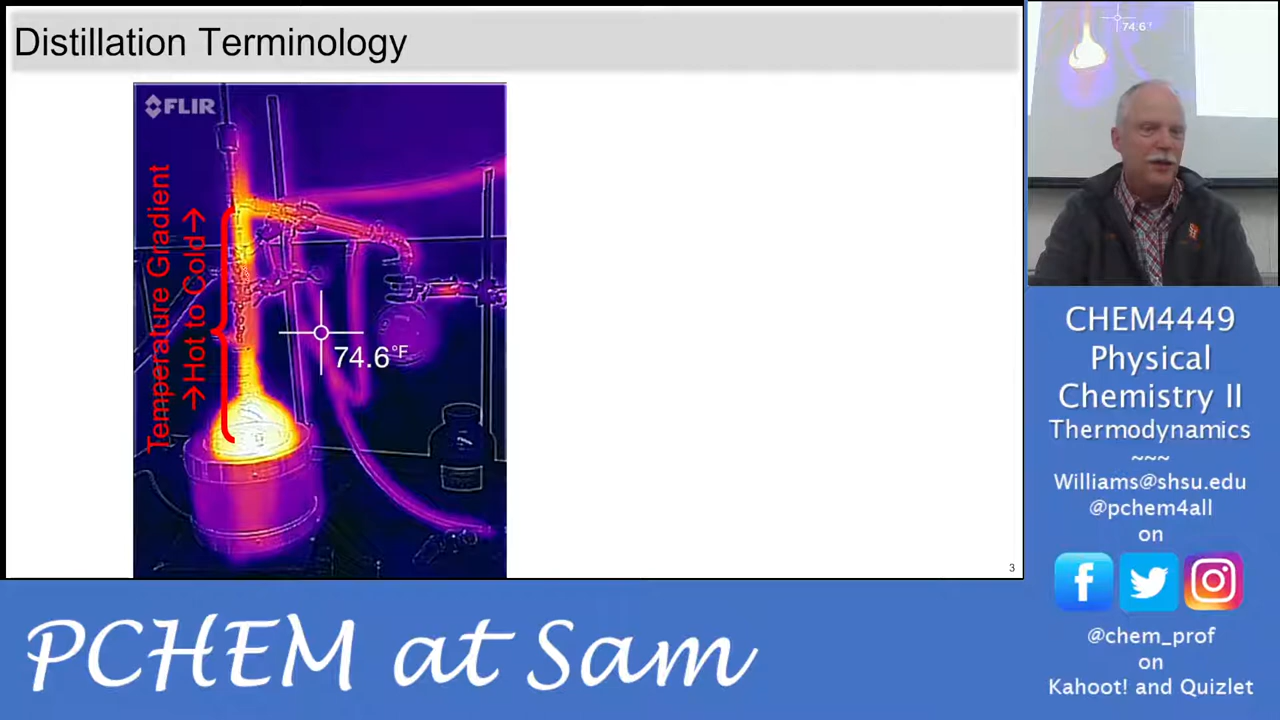 Distillation Terminology
FLIR
Temperature Gradient
→Hot to Cold→
74.6°F
3
74.6°F
CHEM4449
Physical
Chemistry II
Thermodynamics
~~~
Williams@shsu.edu
@pchem4all
on
@chem_prof
on
Kahoot! and Quizlet
PCHEM at Sam